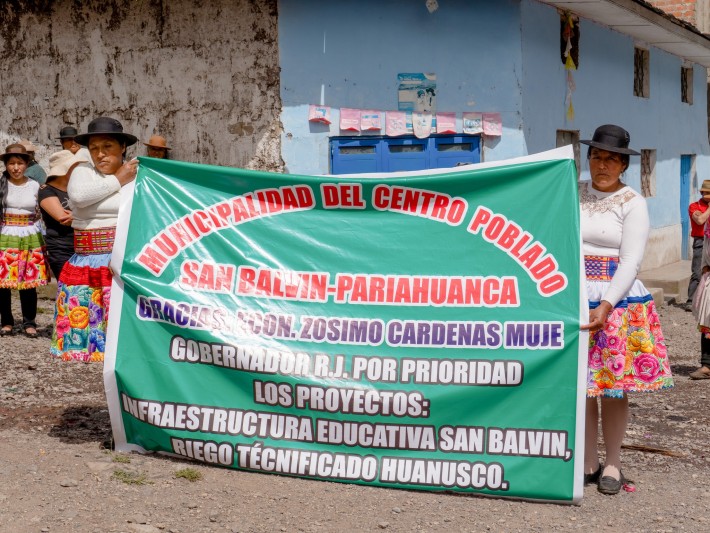 MUNICIPALIDAD DEL CENTRO POBLADO
SAN BALVIN-PARIAHUANCA
GRACIAS: ECON. ZOSIMO CARDENAS MUJE
GOBERNADOR R.J. POR PRIORIDAD
LOS PROYECTOS:
INFRAESTRUCTURA EDUCATIVA SAN BALVIN,
RIEGO TÉCNIFICADO HUANUSCO.